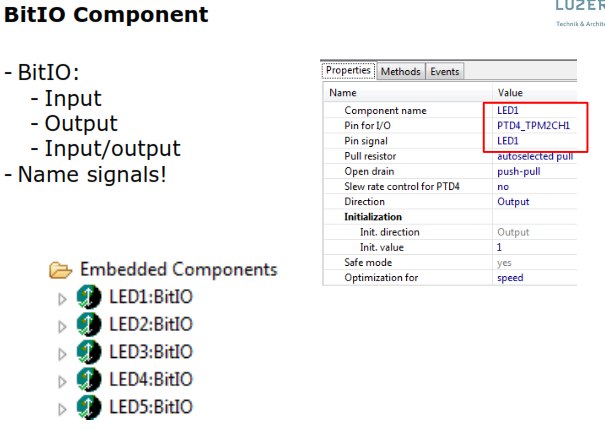 BitIO Component
LUZER
Technik & Archite
- BitIO:
- Input
- Output
- Input/output
- Name signals!
Properties Methods Events
Name Value
Component name LED1
Pin for I/O PTD4_TPM2CH1
Pin signal LED1
Pull resistor autoselected pull
Open drain push-pull
Slew rate control for PTD4 no
Direction Output
Initialization
Init. direction Output
Init. value 1
Safe mode yes
Optimization for speed
Embedded Components
LED1:BitIO
LED2:BitIO
LED3:BitIO
LED4:BitIO
LED5:BitIO